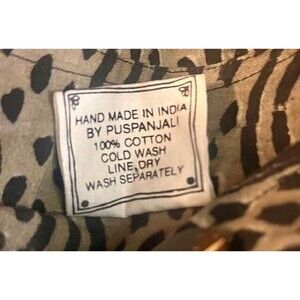 HAND MADE IN INDIA
BY PUSPANJALI
100% COTTON
COLD WASH
LINE DRY
WASH SEPARATELY